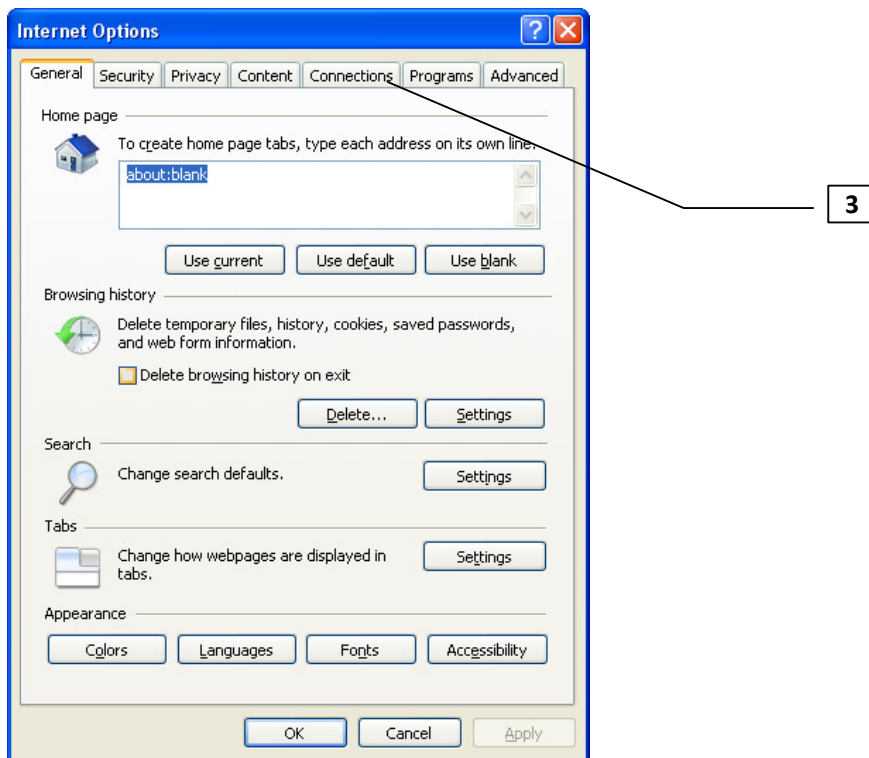 Internet Options
General Security Privacy Content Connections Programs Advanced
Home page
To create home page tabs, type each address on its own line.
about:blank
3
Use current Use default Use blank
Browsing history
Delete temporary files, history, cookies, saved passwords,
and web form information.
Delete browsing history on exit
Delete... Settings
Search
Change search defaults. Settings
Tabs
Change how webpages are displayed in Settings
tabs.
Appearance
Colors Languages Fonts Accessibility
OK Cancel Apply